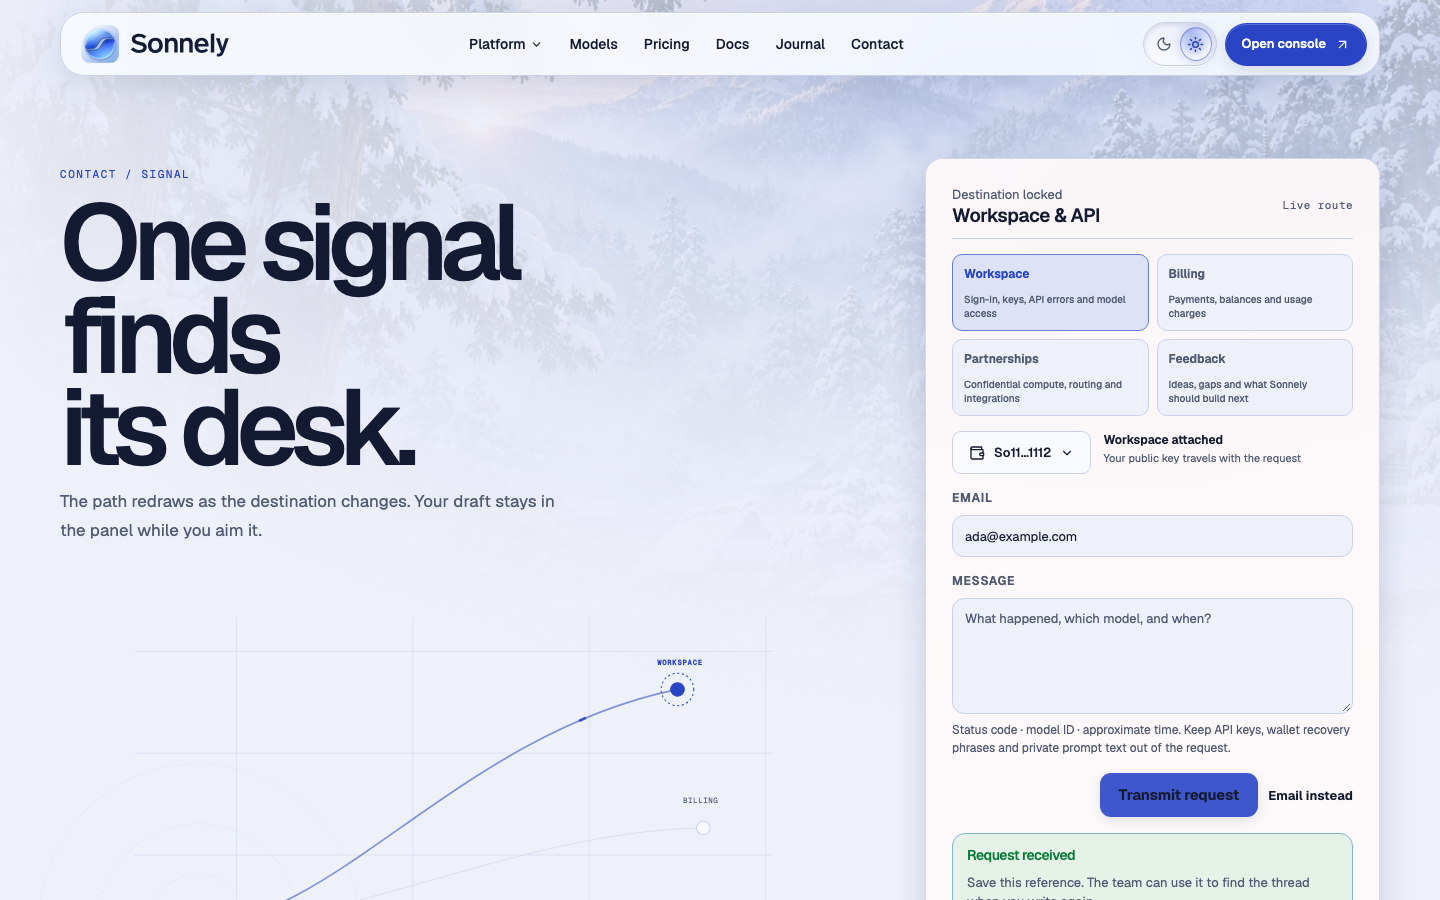 Sonnely
Platform
Models
Pricing
Docs
Journal
Contact
Open console
CONTACT / SIGNAL
One signal
finds
its desk.
The path redraws as the destination changes. Your draft stays in
the panel while you aim it.
WORKSPACE
BILLING
Destination locked
Workspace & API
Live route
Workspace
Sign-in, keys, API errors and model
access
Billing
Payments, balances and usage
charges
Partnerships
Confidential compute, routing and
integrations
Feedback
Ideas, gaps and what Sonnely
should build next
So11...1112
Workspace attached
Your public key travels with the request
EMAIL
ada@example.com
MESSAGE
What happened, which model, and when?
Status code · model ID · approximate time. Keep API keys, wallet recovery
phrases and private prompt text out of the request.
Transmit request
Email instead
Request received
Save this reference. The team can use it to find the thread
when you write again.